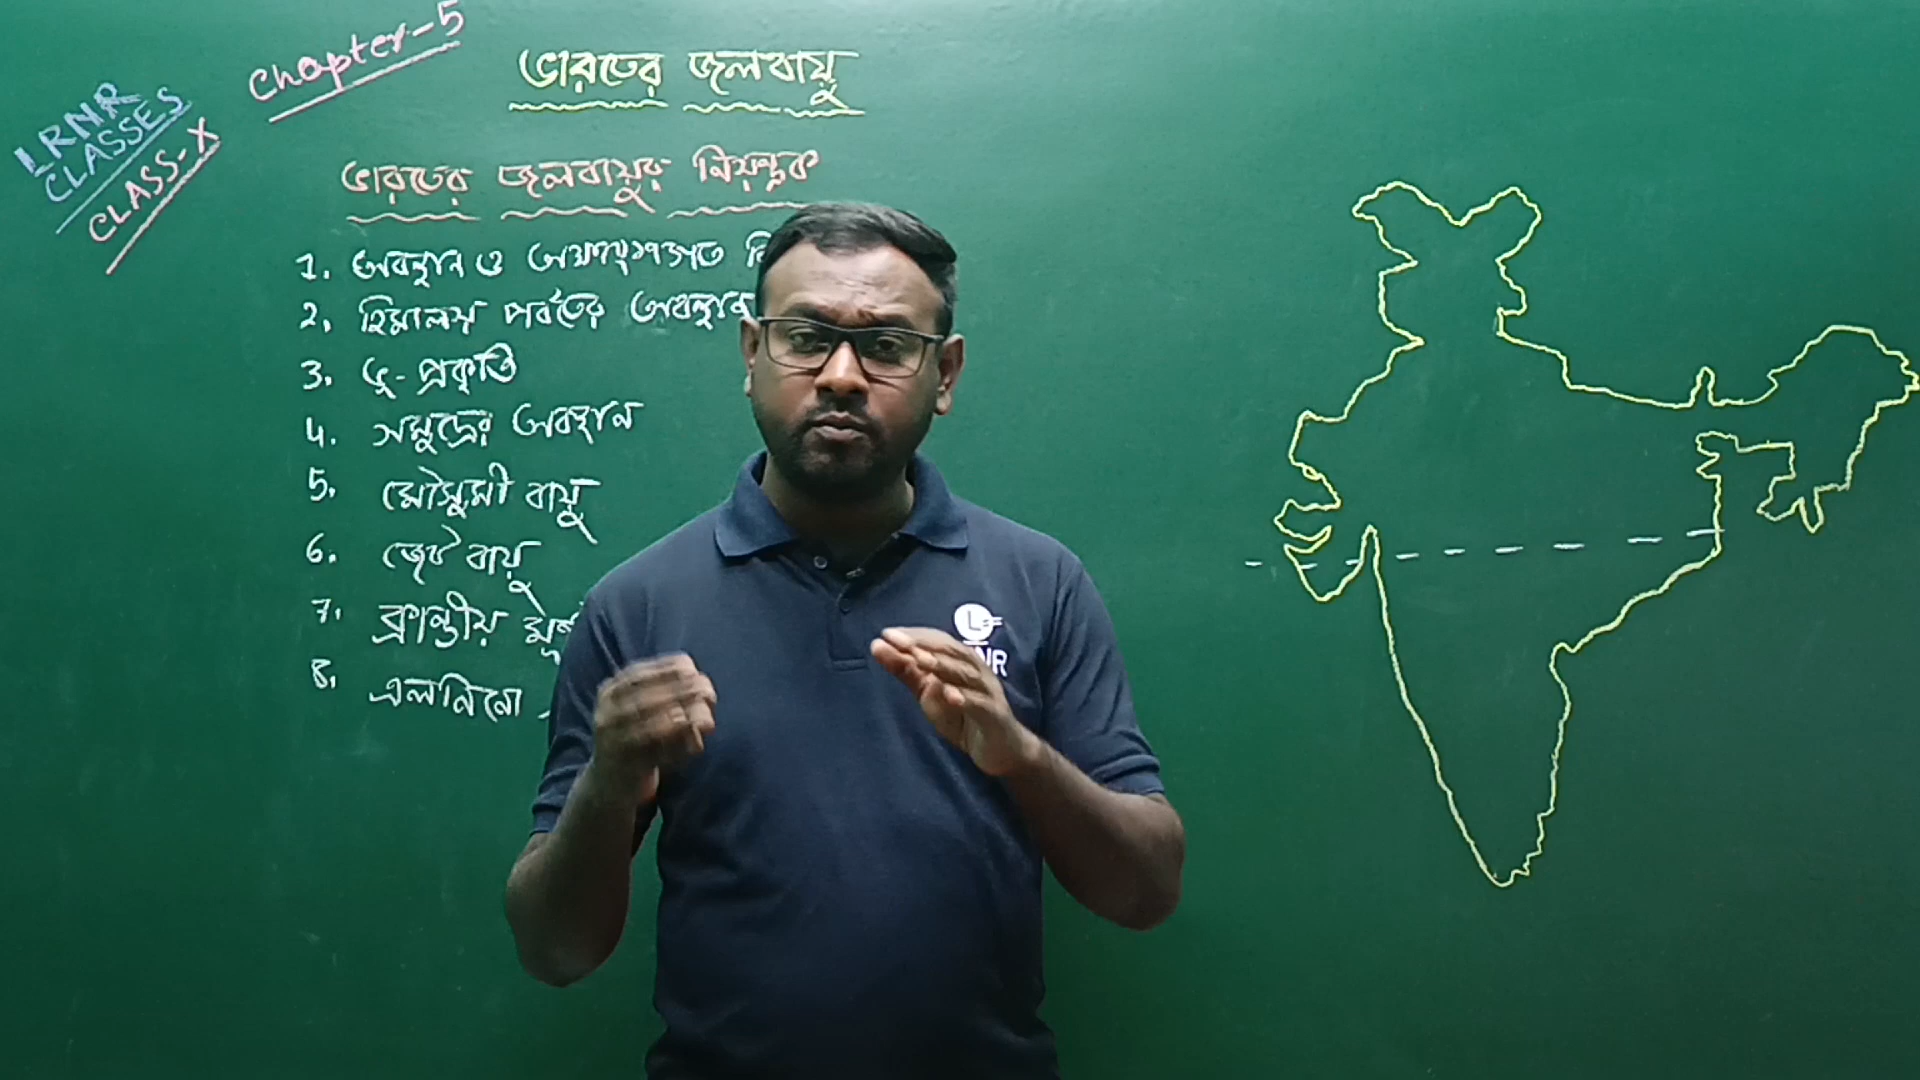 LRNR
CLASSES
CLASS-X
Chapter-5
ভারতের জলবায়ু
ভারতের জলবায়ুর নিয়ন্ত্রক
1. অবস্থান ও অক্ষাংশগত
2. হিমালয় পর্বতের অবস্থান
3. ভূ-প্রকৃতি
4. সমুদ্রের অবস্থান
5. মৌসুমী বায়ু
6. জেট বায়ু
7. ক্রান্তীয়
8. এলনিনো
L